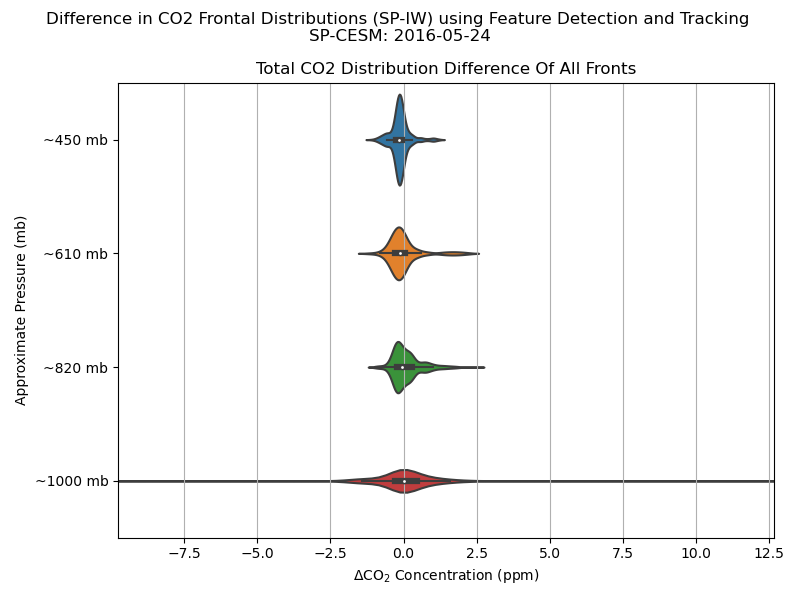 Difference in CO2 Frontal Distributions (SP-IW) using Feature Detection and Tracking
SP-CESM: 2016-05-24
Total CO2 Distribution Difference Of All Fronts
Approximate Pressure (mb)
~450 mb
~610 mb
~820 mb
~1000 mb
−7.5 −5.0 −2.5 0.0 2.5 5.0 7.5 10.0 12.5
ΔCO₂ Concentration (ppm)